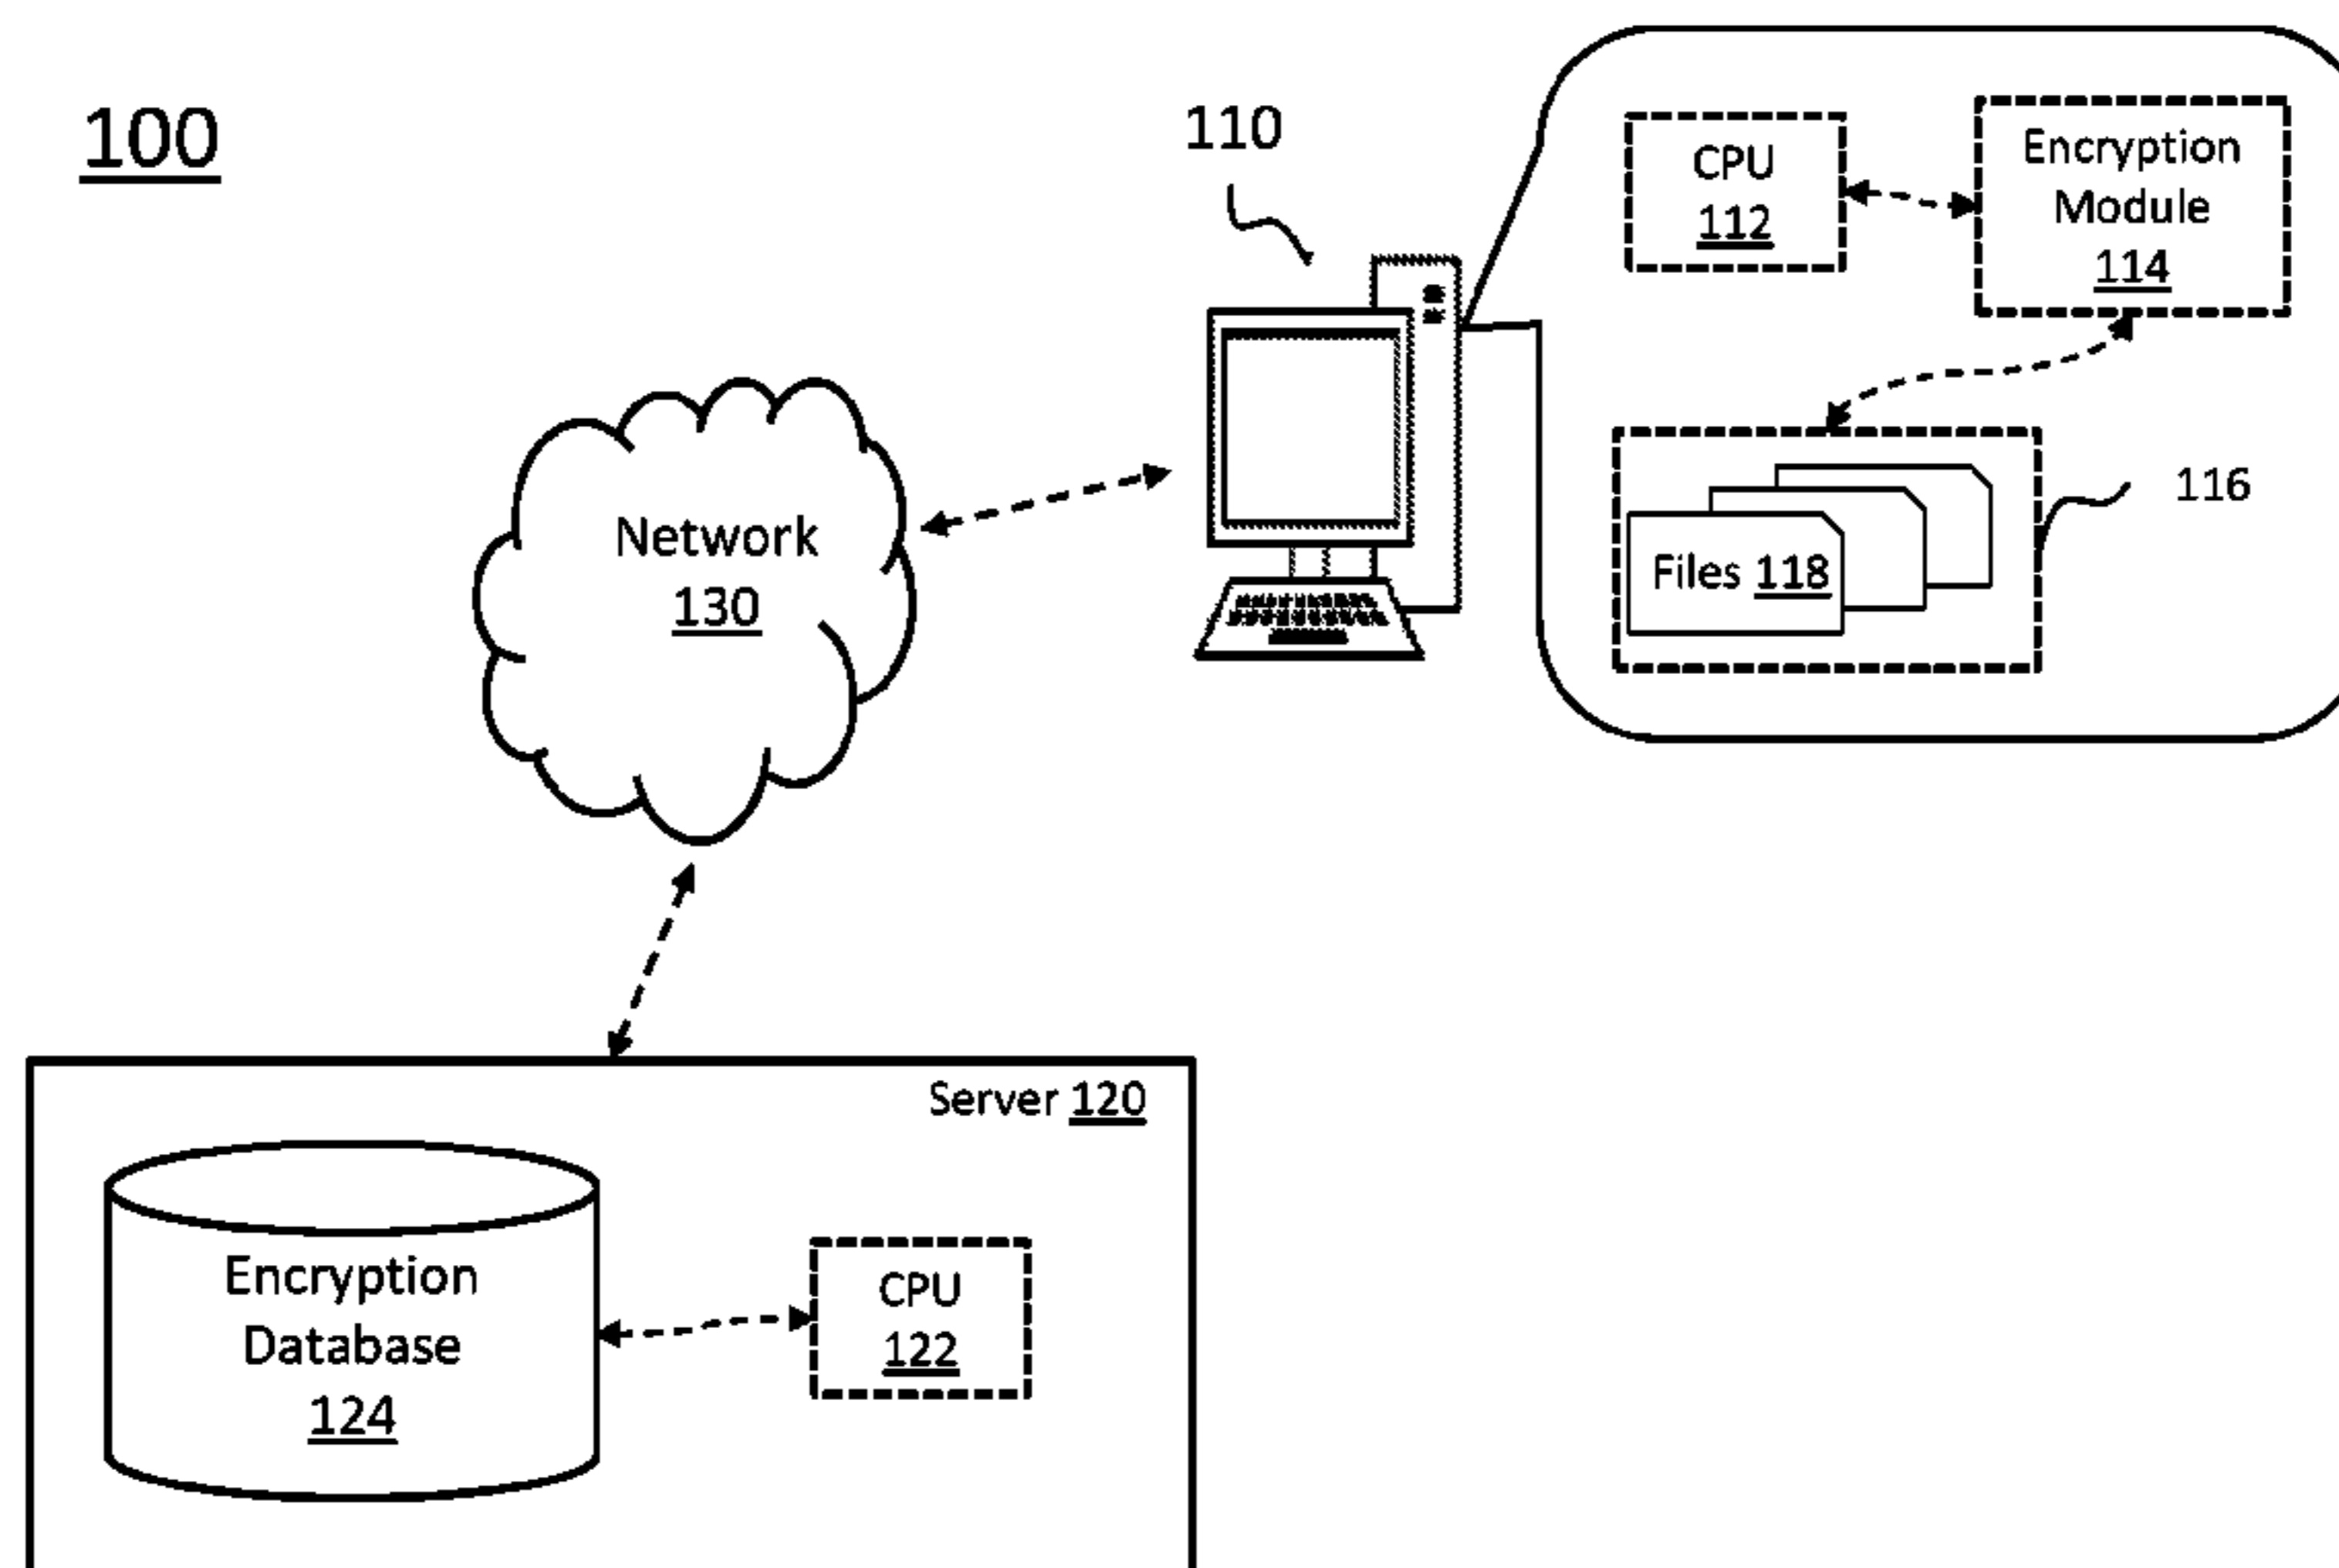 100
110
CPU
112
Encryption
Module
114
116
Files 118
Network
130
Server 120
Encryption
Database
124
CPU
122